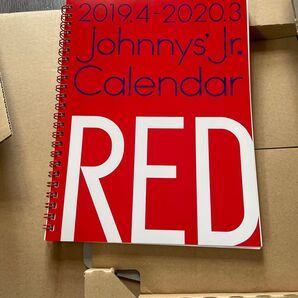 2019.4-2020.3
Johnnys' Jr.
Calendar
RED